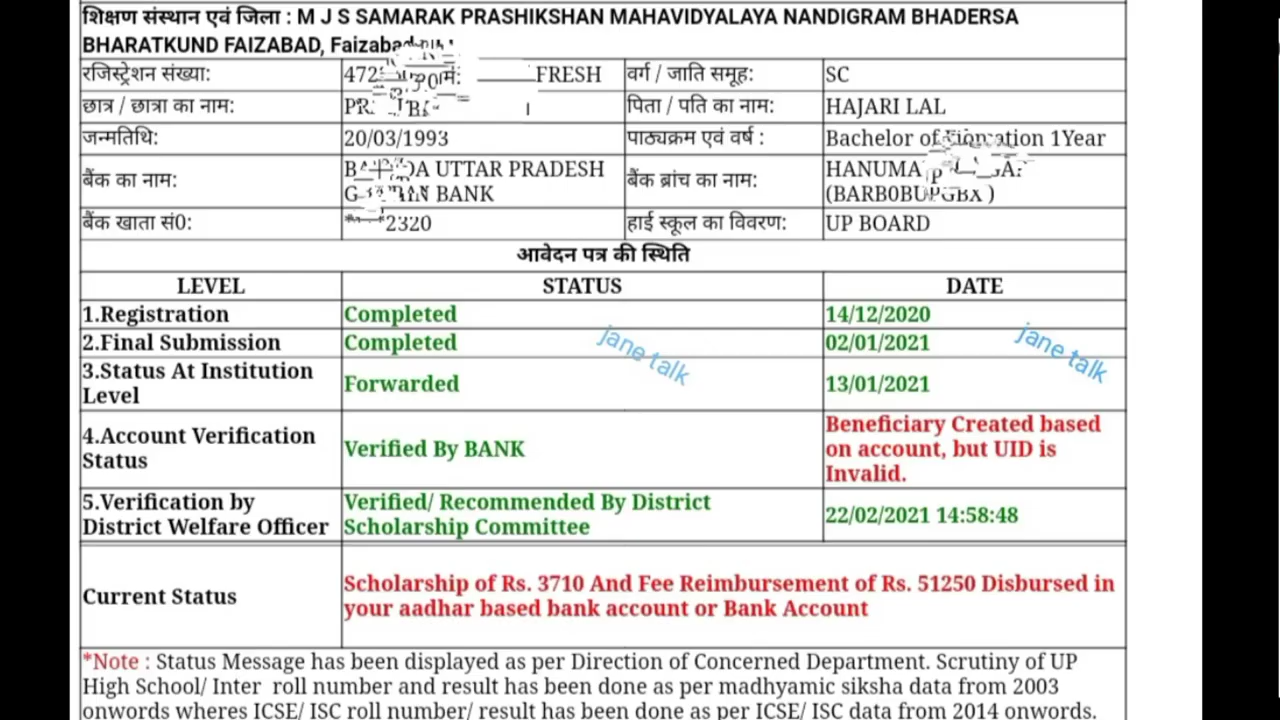 शिक्षण संस्थान एवं जिला : M J S SAMARAK PRASHIKSHAN MAHAVIDYALAYA NANDIGRAM BHADERSA
BHARATKUND FAIZABAD, Faizabad
रजिस्ट्रेशन संख्या: FRESH वर्ग / जाति समूह: SC
छात्र / छात्रा का नाम: पिता / पति का नाम: HAJARI LAL
जन्मतिथि: 20/03/1993 पाठ्यक्रम एवं वर्ष : Bachelor of 1Year
बैंक का नाम: UTTAR PRADESH
BANK बैंक ब्रांच का नाम:
बैंक खाता सं0: 2320 हाई स्कूल का विवरण: UP BOARD
आवेदन पत्र की स्थिति
LEVEL STATUS DATE
1.Registration Completed 14/12/2020
2.Final Submission Completed 02/01/2021
3.Status At Institution
Level Forwarded 13/01/2021
4.Account Verification
Status Verified By BANK Beneficiary Created based
on account, but UID is
Invalid.
5.Verification by
District Welfare Officer Verified/ Recommended By District
Scholarship Committee 22/02/2021 14:58:48
Current Status Scholarship of Rs. 3710 And Fee Reimbursement of Rs. 51250 Disbursed in
your aadhar based bank account or Bank Account
*Note : Status Message has been displayed as per Direction of Concerned Department. Scrutiny of UP
High School/ Inter roll number and result has been done as per madhyamic siksha data from 2003
onwords wheres ICSE/ ISC roll number/ result has been done as per ICSE/ ISC data from 2014 onwords.
jane talk
jane talk